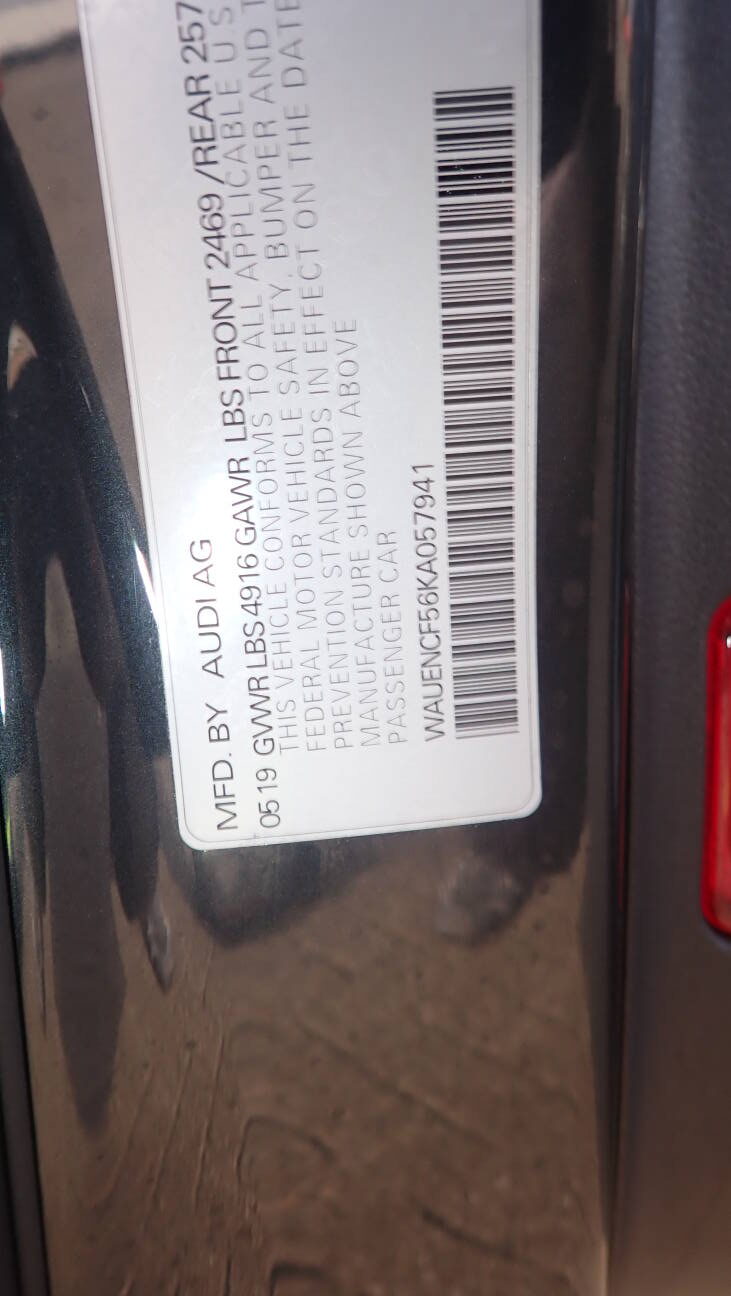 MFD. BY AUDI AG
0519 GVWR LBS 4916 GAWR LBS FRONT 2469 /REAR 257
THIS VEHICLE CONFORMS TO ALL APPLICABLE U.S
FEDERAL MOTOR VEHICLE SAFETY, BUMPER AND T
PREVENTION STANDARDS IN EFFECT ON THE DATE
MANUFACTURE SHOWN ABOVE
PASSENGER CAR
WAUENCF56KA057941